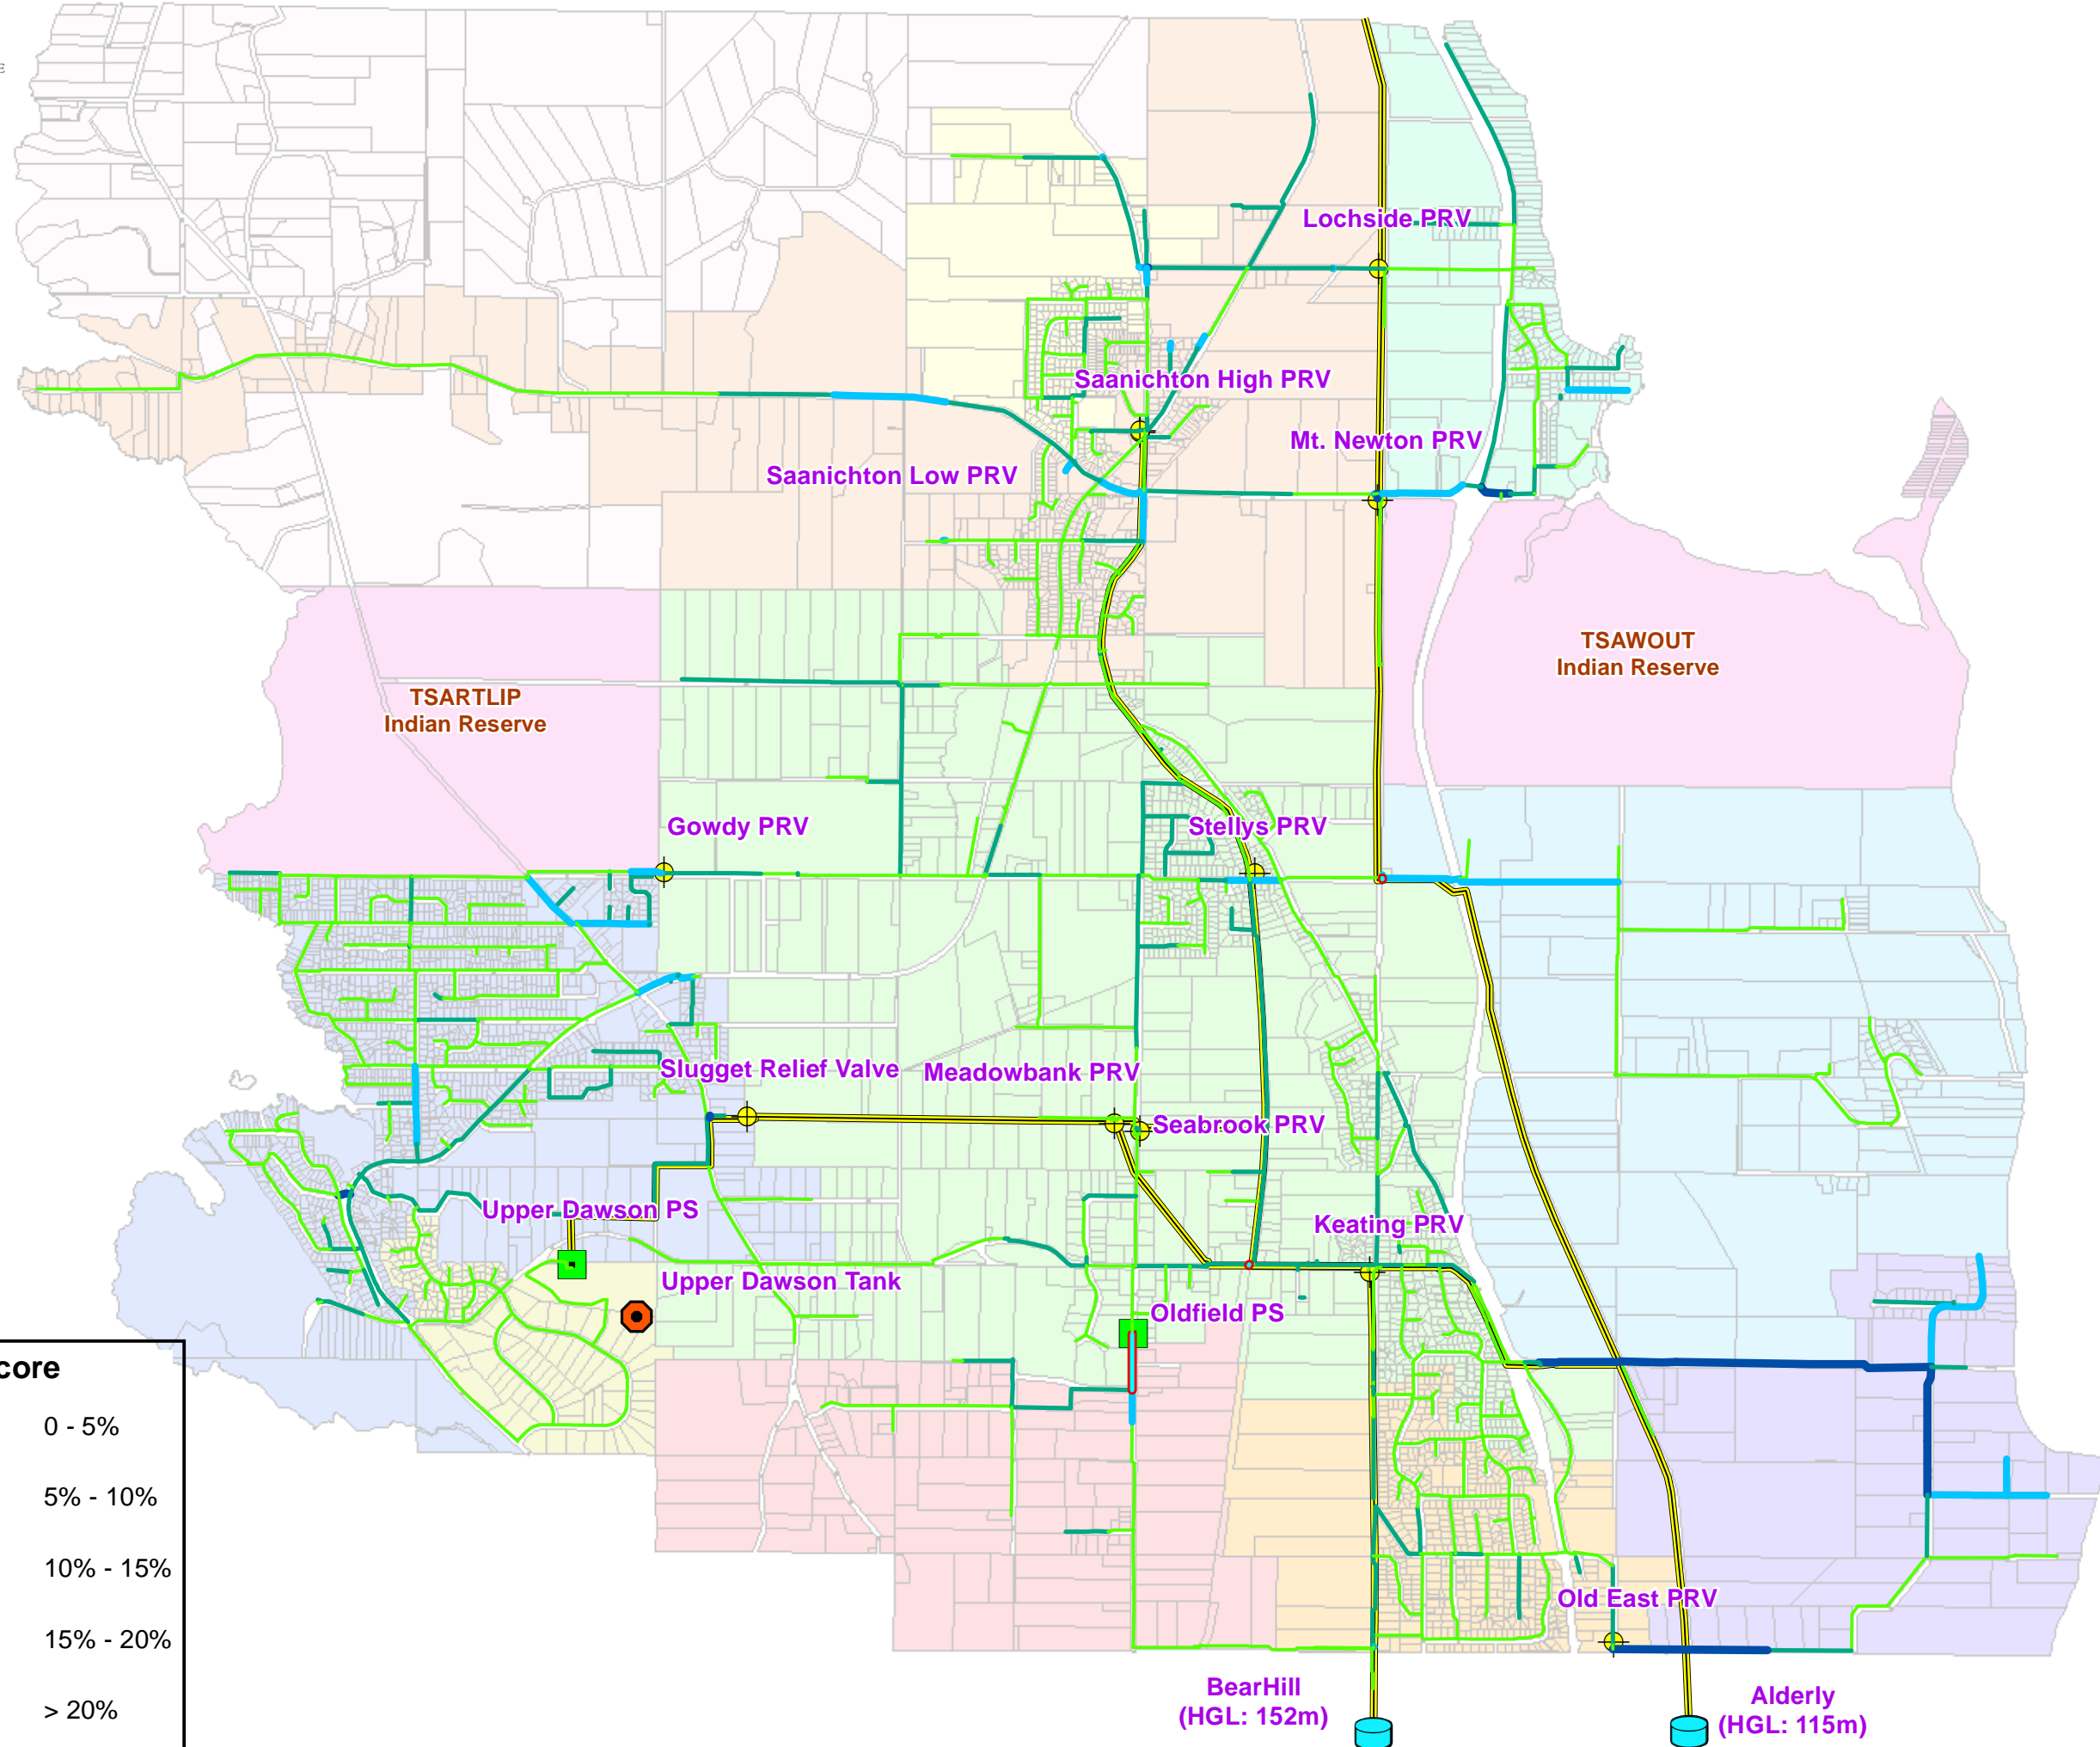 E
Lochside PRV
Saanichton High PRV
Mt. Newton PRV
Saanichton Low PRV
TSAWOUT
Indian Reserve
TSARTLIP
Indian Reserve
Gowdy PRV
Stellys PRV
Slugget Relief Valve
Meadowbank PRV
Seabrook PRV
Upper Dawson PS
Keating PRV
Upper Dawson Tank
Oldfield PS
core
0 - 5%
5% - 10%
10% - 15%
15% - 20%
> 20%
Old East PRV
BearHill
(HGL: 152m)
Alderly
(HGL: 115m)